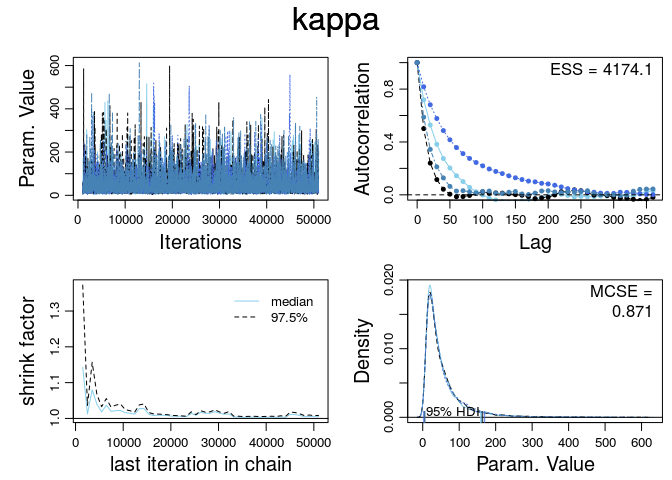 kappa
Param. Value
0 200 400 600
0 10000 20000 30000 40000 50000
Iterations
Autocorrelation
0.0 0.4 0.8
ESS = 4174.1
0 50 100 150 200 250 300 350
Lag
shrink factor
1.0 1.1 1.2 1.3
median
97.5%
0 10000 20000 30000 40000 50000
last iteration in chain
Density
0.000 0.010 0.020
MCSE =
0.871
95% HDI
0 100 200 300 400 500 600
Param. Value